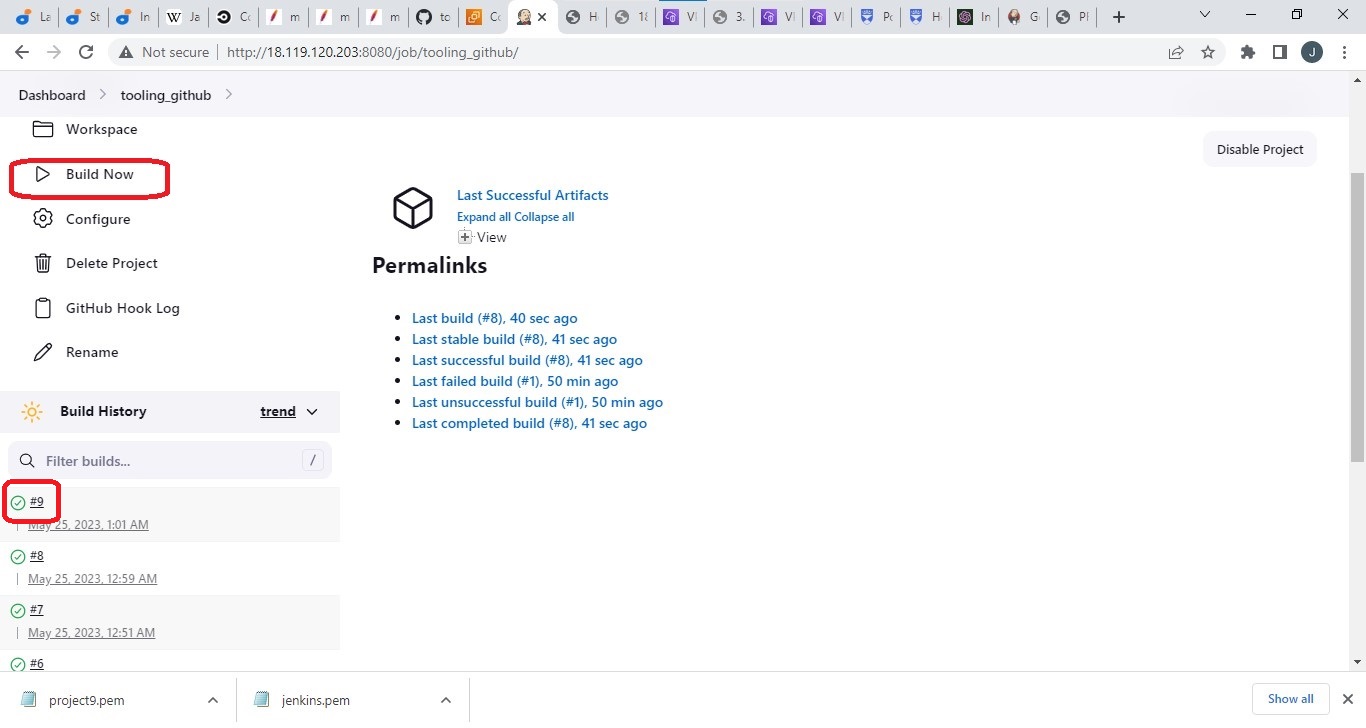 La
St
In
Ja
Co
m
m
m
to
Co
H
18
VI
3.
VI
VI
Po
H
In
G
Pl
Not secure
http://18.119.120.203:8080/job/tooling_github/
J
Dashboard
tooling_github
Workspace
Disable Project
Build Now
Last Successful Artifacts
Configure
Expand all Collapse all
View
Delete Project
Permalinks
GitHub Hook Log
Last build (#8), 40 sec ago
Last stable build (#8), 41 sec ago
Rename
Last successful build (#8), 41 sec ago
Last failed build (#1), 50 min ago
Last unsuccessful build (#1), 50 min ago
Build History
trend
Last completed build (#8), 41 sec ago
Filter builds...
/
#9
May 25, 2023, 1:01 AM
#8
May 25, 2023, 12:59 AM
#7
May 25, 2023, 12:51 AM
#6
project9.pem
jenkins.pem
Show all